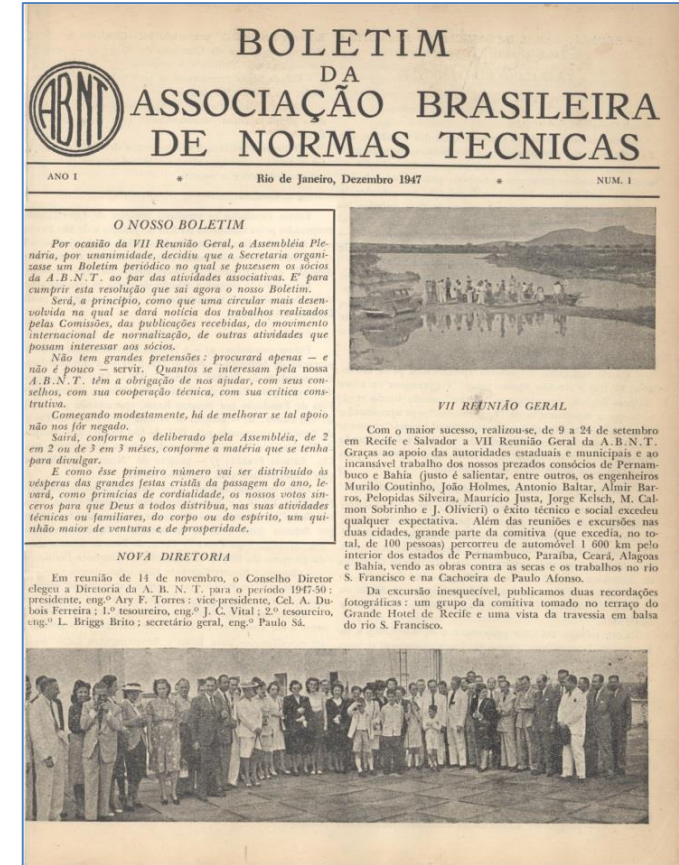 BOLETIM
DA
ABNT
ASSOCIAÇÃO BRASILEIRA
DE NORMAS TECNICAS
ANO I * Rio de Janeiro, Dezembro 1947 * NUM. 1
O NOSSO BOLETIM
Por ocasião da VII Reunião Geral, a Assembléia Ple-
nária, por unanimidade, decidiu que a Secretaria organi-
zasse um Boletim periódico no qual se puzessem os sócios
da A.B.N.T. ao par das atividades associativas. E' para
cumprir esta resolução que sai agora o nosso Boletim.
Será, a princípio, como que uma circular mais desen-
volvida na qual se dará notícia dos trabalhos realizados
pelas Comissões, das publicações recebidas, do movimento
internacional de normalização, de outras atividades que
possam interessar aos sócios.
Não tem grandes pretensões : procurará apenas — e
não é pouco — servir. Quantos se interessam pela nossa
A.B.N.T. têm a obrigação de nos ajudar, com seus con-
selhos, com sua cooperação técnica, com sua crítica cons-
trutiva.
Começando modestamente, há de melhorar se tal apoio
não nos fôr negado.
Sairá, conforme o deliberado pela Assembléia, de 2
em 2 ou de 3 em 3 mêses, conforme a matéria que se tenha
para divulgar.
E como êsse primeiro número vai ser distribuido às
vésperas das grandes festas cristãs da passagem do ano, le-
vará, como primícias de cordialidade, os nossos votos sin-
ceros para que Deus a todos distribua, nas suas atividades
técnicas ou familiares, do corpo ou do espírito, um qui-
nhão maior de venturas e de prosperidade.
NOVA DIRETORIA
Em reunião de 14 de novembro, o Conselho Diretor
elegeu a Diretoria da A. B. N. T. para o período 1947-50 :
presidente, eng.º Ary F. Torres : vice-presidente, Cel. A. Du-
bois Ferreira ; 1.º tesoureiro, eng.º J. C. Vital ; 2.º tesoureiro,
eng.º L. Briggs Brito ; secretário geral, eng.º Paulo Sá.
VII REUNIÃO GERAL
Com o maior sucesso, realizou-se, de 9 a 24 de setembro
em Recife e Salvador a VII Reunião Geral da A.B.N.T.
Graças ao apoio das autoridades estaduais e municipais e ao
incansável trabalho dos nossos prezados consócios de Pernam-
buco e Bahia (justo é salientar, entre outros, os engenheiros
Murilo Coutinho, João Holmes, Antonio Baltar, Almir Bar-
ros, Pelopidas Silveira, Maurício Justa, Jorge Kelsch, M. Cal-
mon Sobrinho e J. Olivieri) o êxito técnico e social excedeu
qualquer expectativa. Além das reuniões e excursões nas
duas cidades, grande parte da comitiva (que excedia, no to-
tal, de 100 pessoas) percorreu de automóvel 1 600 km pelo
interior dos estados de Pernambuco, Paraíba, Ceará, Alagoas
e Bahia, vendo as obras contra as secas e os trabalhos no rio
S. Francisco e na Cachoeira de Paulo Afonso.
Da excursão inesquecível, publicamos duas recordações
fotográficas : um grupo da comitiva tomado no terraço do
Grande Hotel de Recife e uma vista da travessia em balsa
do rio S. Francisco.